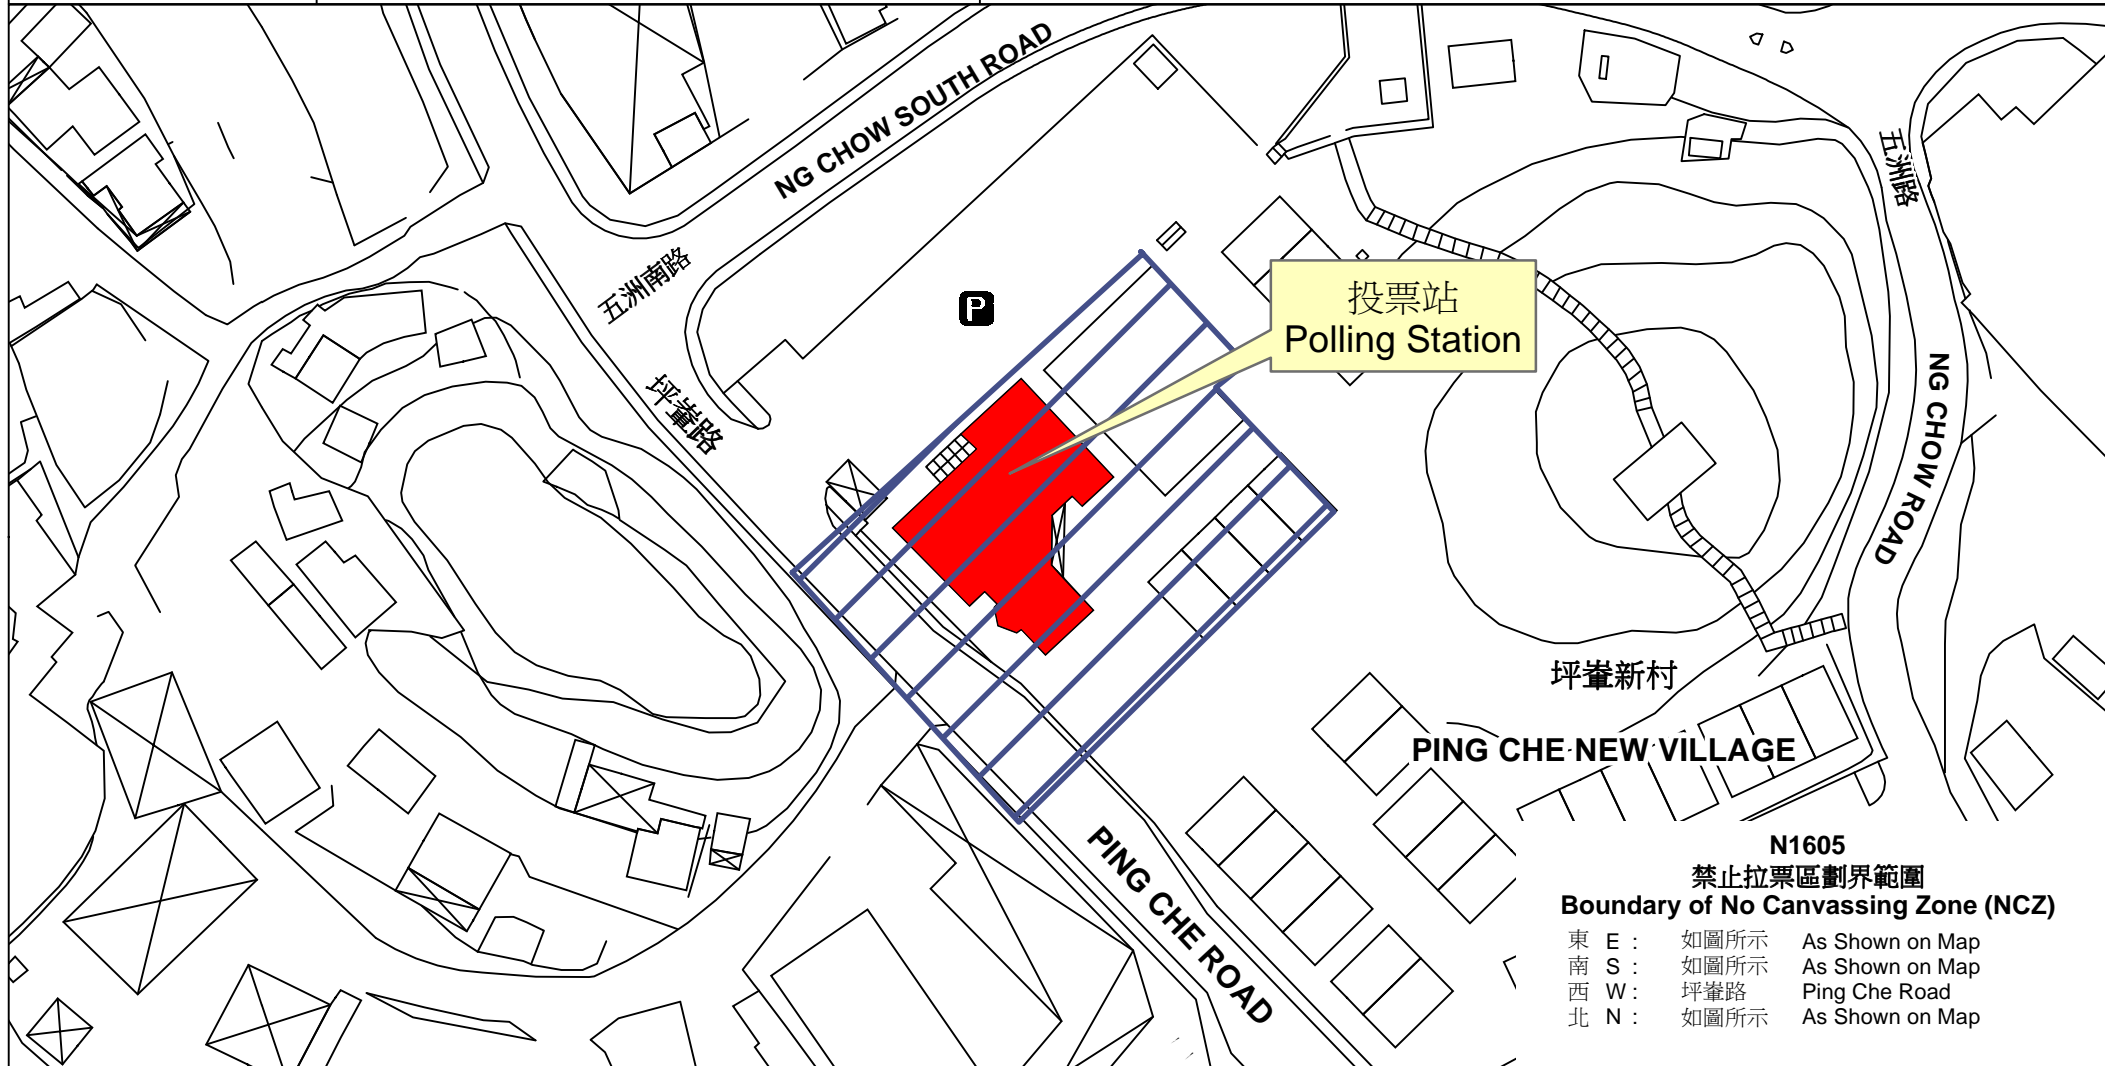 NG CHOW SOUTH ROAD
五洲南路
五洲路
P
投票站
Polling Station
坪輋路
NG CHOW ROAD
坪輋新村
PING CHE NEW VILLAGE
PING CHE ROAD
N1605
禁止拉票區劃界範圍
Boundary of No Canvassing Zone (NCZ)
東 E : 如圖所示 As Shown on Map
南 S : 如圖所示 As Shown on Map
西 W : 坪輋路 Ping Che Road
北 N : 如圖所示 As Shown on Map